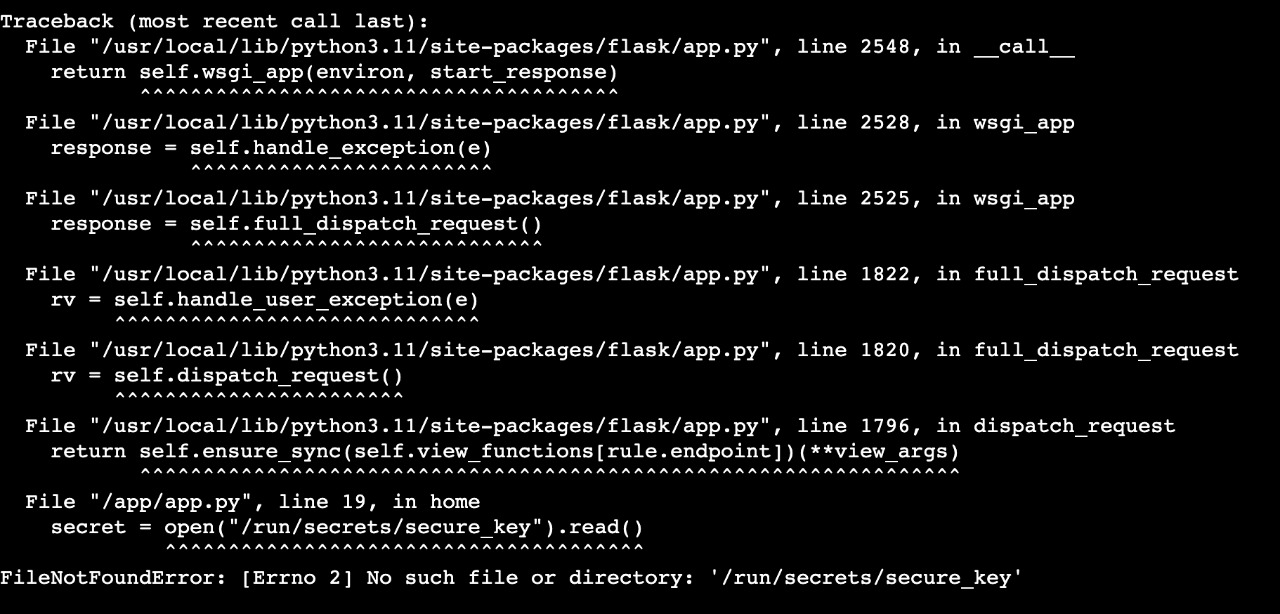 Traceback (most recent call last):
  File "/usr/local/lib/python3.11/site-packages/flask/app.py", line 2548, in __call__
    return self.wsgi_app(environ, start_response)
           ^^^^^^^^^^^^^^^^^^^^^^^^^^^^^^^^^^^^^^
  File "/usr/local/lib/python3.11/site-packages/flask/app.py", line 2528, in wsgi_app
    response = self.handle_exception(e)
               ^^^^^^^^^^^^^^^^^^^^^^^^
  File "/usr/local/lib/python3.11/site-packages/flask/app.py", line 2525, in wsgi_app
    response = self.full_dispatch_request()
               ^^^^^^^^^^^^^^^^^^^^^^^^^^^^
  File "/usr/local/lib/python3.11/site-packages/flask/app.py", line 1822, in full_dispatch_request
    rv = self.handle_user_exception(e)
         ^^^^^^^^^^^^^^^^^^^^^^^^^^^^^
  File "/usr/local/lib/python3.11/site-packages/flask/app.py", line 1820, in full_dispatch_request
    rv = self.dispatch_request()
         ^^^^^^^^^^^^^^^^^^^^^^^
  File "/usr/local/lib/python3.11/site-packages/flask/app.py", line 1796, in dispatch_request
    return self.ensure_sync(self.view_functions[rule.endpoint])(**view_args)
           ^^^^^^^^^^^^^^^^^^^^^^^^^^^^^^^^^^^^^^^^^^^^^^^^^^^^^^^^^^^^^^^^^
  File "/app/app.py", line 19, in home
    secret = open("/run/secrets/secure_key").read()
             ^^^^^^^^^^^^^^^^^^^^^^^^^^^^^^^^^^^^^^
FileNotFoundError: [Errno 2] No such file or directory: '/run/secrets/secure_key'